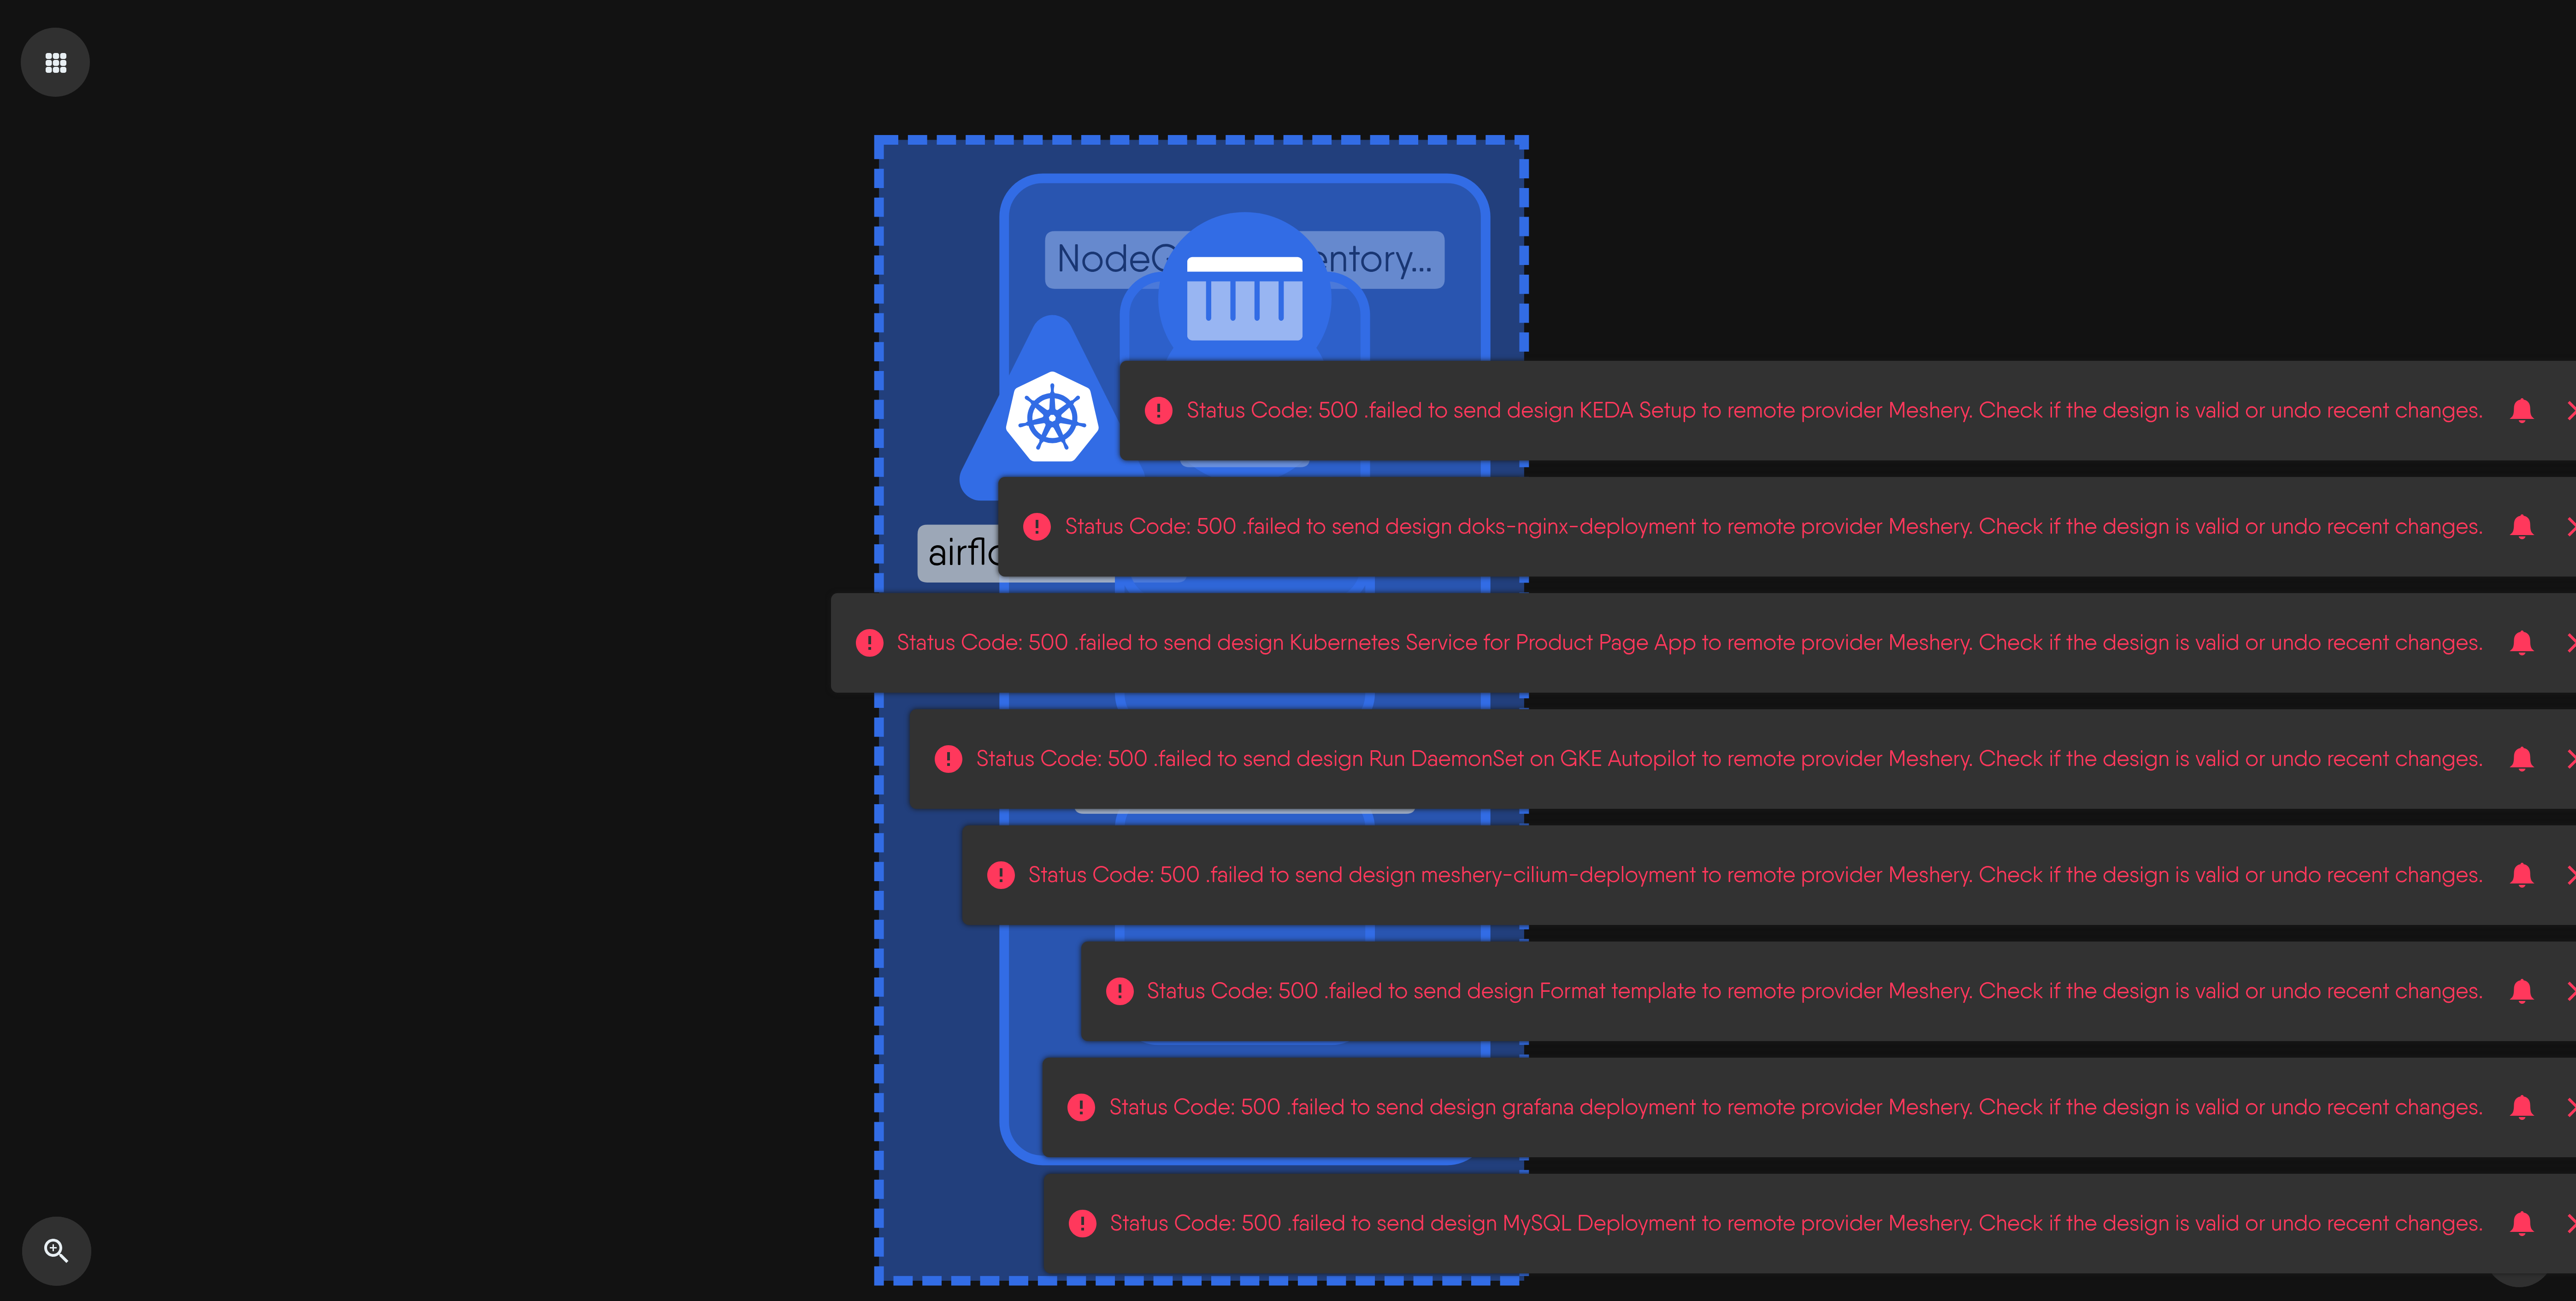 NodeG entory...
Status Code: 500 .failed to send design KEDA Setup to remote provider Meshery. Check if the design is valid or undo recent changes.
Status Code: 500 .failed to send design doks-nginx-deployment to remote provider Meshery. Check if the design is valid or undo recent changes.
airflo
Status Code: 500 .failed to send design Kubernetes Service for Product Page App to remote provider Meshery. Check if the design is valid or undo recent changes.
Status Code: 500 .failed to send design Run DaemonSet on GKE Autopilot to remote provider Meshery. Check if the design is valid or undo recent changes.
Status Code: 500 .failed to send design meshery-cilium-deployment to remote provider Meshery. Check if the design is valid or undo recent changes.
Status Code: 500 .failed to send design Format template to remote provider Meshery. Check if the design is valid or undo recent changes.
Status Code: 500 .failed to send design grafana deployment to remote provider Meshery. Check if the design is valid or undo recent changes.
Status Code: 500 .failed to send design MySQL Deployment to remote provider Meshery. Check if the design is valid or undo recent changes.